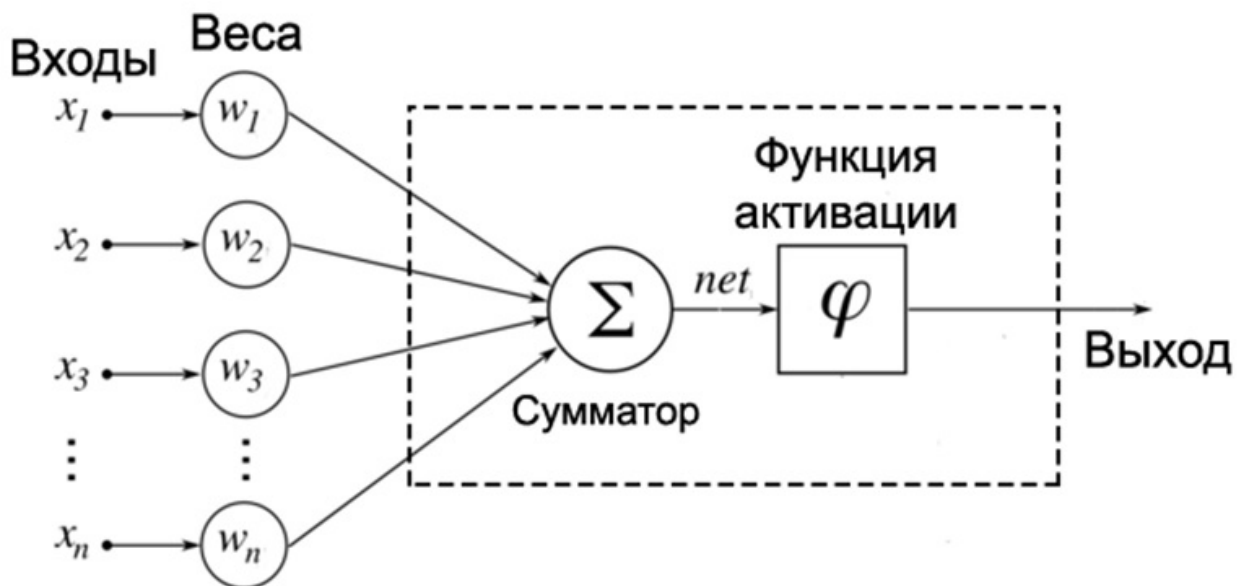 Входы
Веса
x1
w1
x2
w2
x3
w3
xn
wn
Σ
Сумматор
net
Функция
активации
φ
Выход